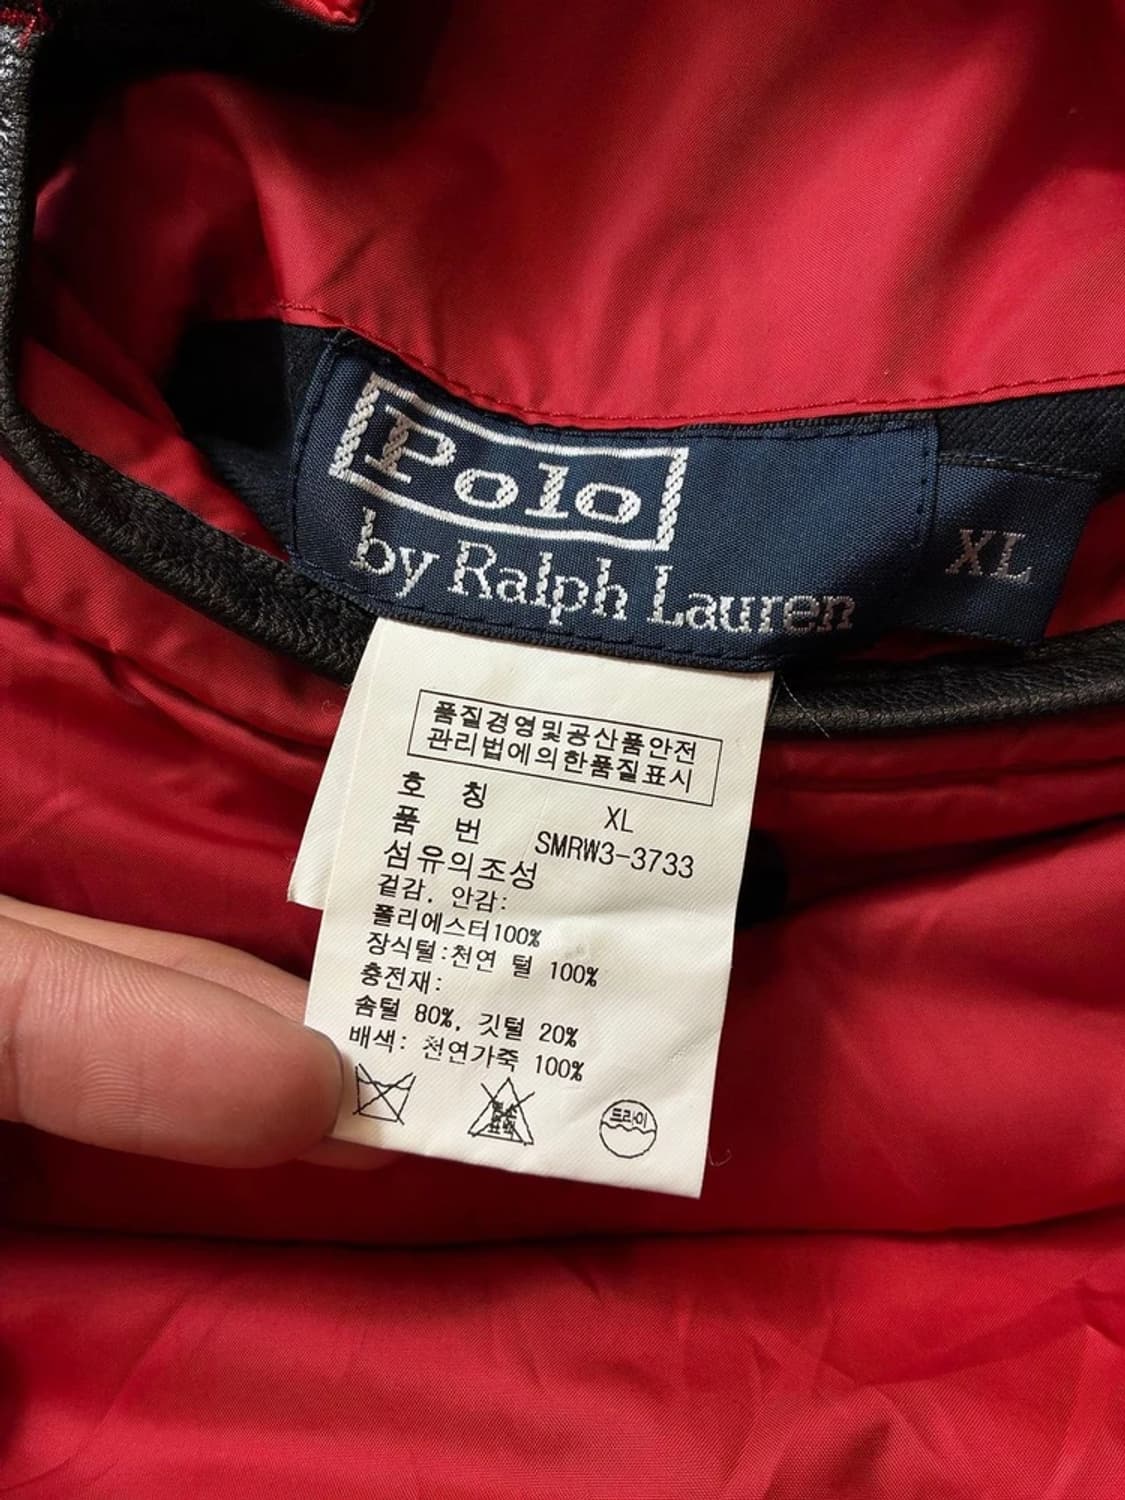 Polo
by Ralph Lauren
XL
품질경영및공산품안전
관리법에의한품질표시
호 칭 XL
품 번 SMRW3-3733
섬유의조성
겉감, 안감:
폴리에스터100%
장식털:천연 털 100%
충전재:
솜털 80%, 깃털 20%
배색: 천연가죽 100%
드라이